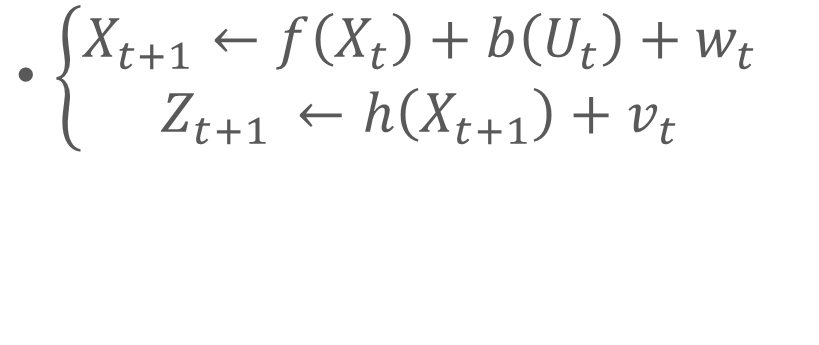 • { X_{t+1} ← f(X_t) + b(U_t) + w_t
Z_{t+1} ← h(X_{t+1}) + v_t